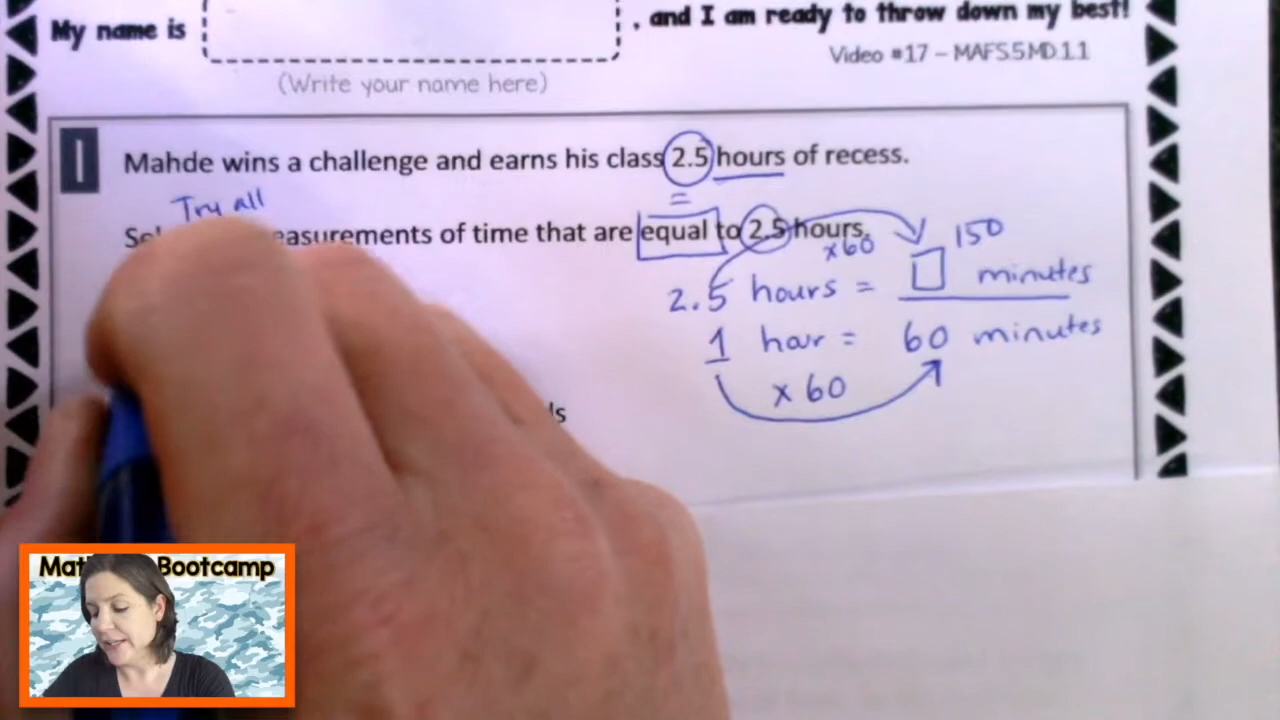 My name is , and I am ready to throw down my best!
(Write your name here)
Video #17 – MAFS.5.MD.1.1
1
Mahde wins a challenge and earns his class 2.5 hours of recess.
=
Try all
of time that are equal to 2.5 hours.
x60
150
2.5 hours = □ minutes
1 hour = 60 minutes
x 60
Bootcamp